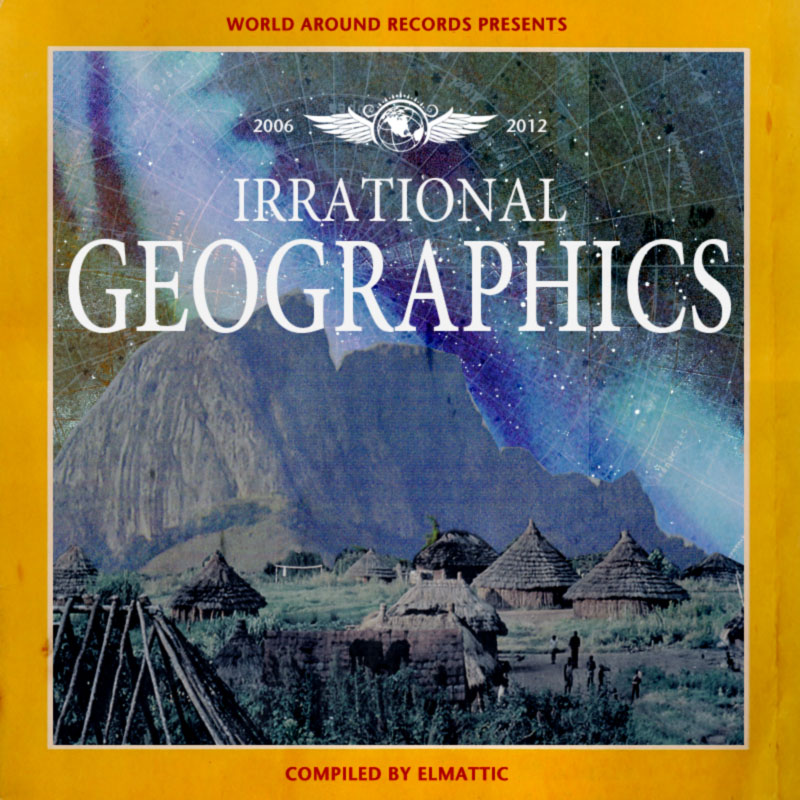 WORLD AROUND RECORDS PRESENTS
2006 2012
IRRATIONAL
GEOGRAPHICS
COMPILED BY ELMATTIC